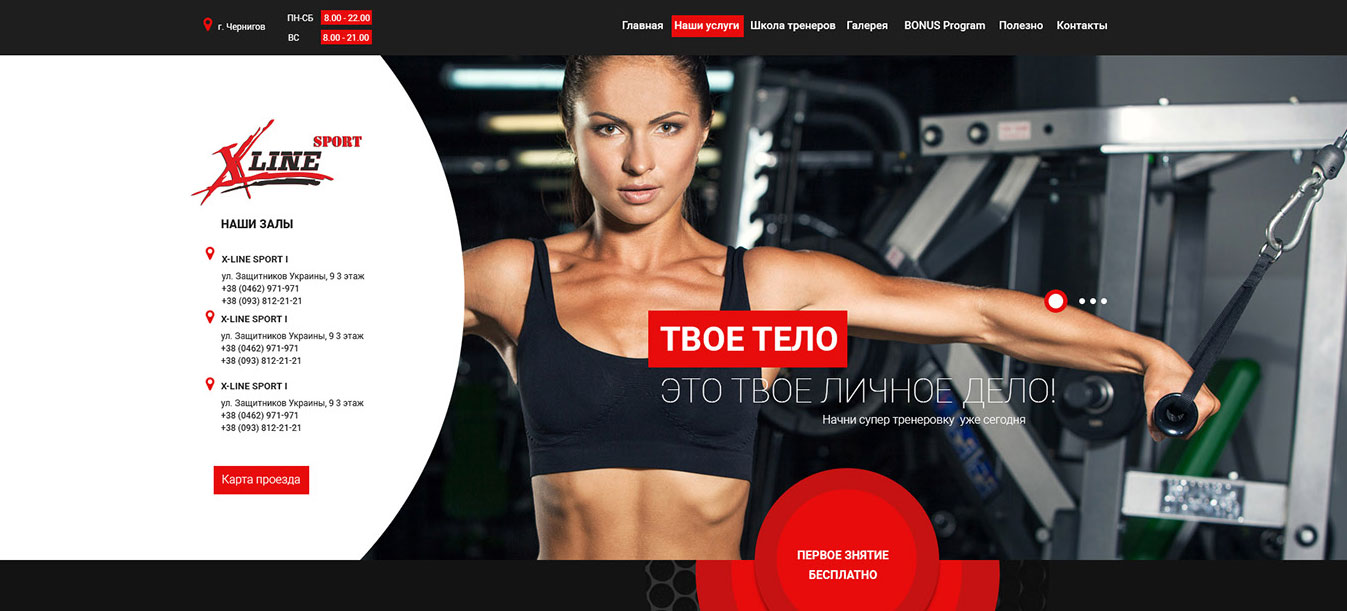 г. Чернигов
ПН-СБ 8.00 - 22.00
ВС 8.00 - 21.00
Главная Наши услуги Школа тренеров Галерея BONUS Program Полезно Контакты
X LINE SPORT
НАШИ ЗАЛЫ
X-LINE SPORT I
ул. Защитников Украины, 9 3 этаж
+38 (0462) 971-971
+38 (093) 812-21-21
X-LINE SPORT I
ул. Защитников Украины, 9 3 этаж
+38 (0462) 971-971
+38 (093) 812-21-21
X-LINE SPORT I
ул. Защитников Украины, 9 3 этаж
+38 (0462) 971-971
+38 (093) 812-21-21
Карта проезда
ТВОЕ ТЕЛО
ЭТО ТВОЕ ЛИЧНОЕ ДЕЛО!
Начни супер тренеровку уже сегодня
ПЕРВОЕ ЗНЯТИЕ
БЕСПЛАТНО